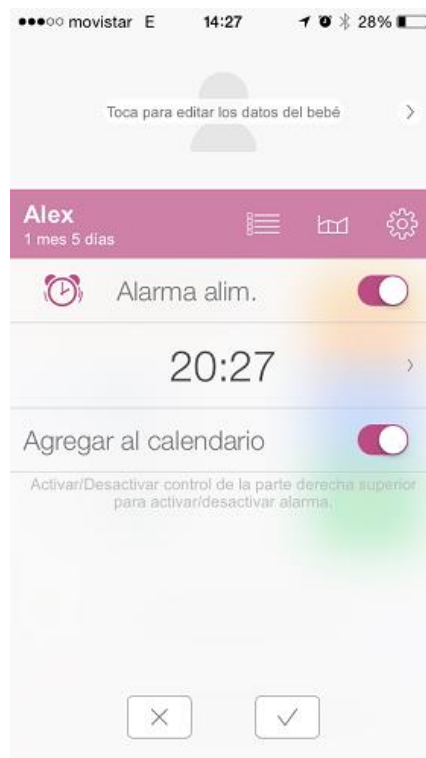 movistar E 14:27 28%
Toca para editar los datos del bebé
Alex
1 mes 5 días
Alarma alim.
20:27
Agregar al calendario
Activar/Desactivar control de la parte derecha superior
para activar/desactivar alarma.